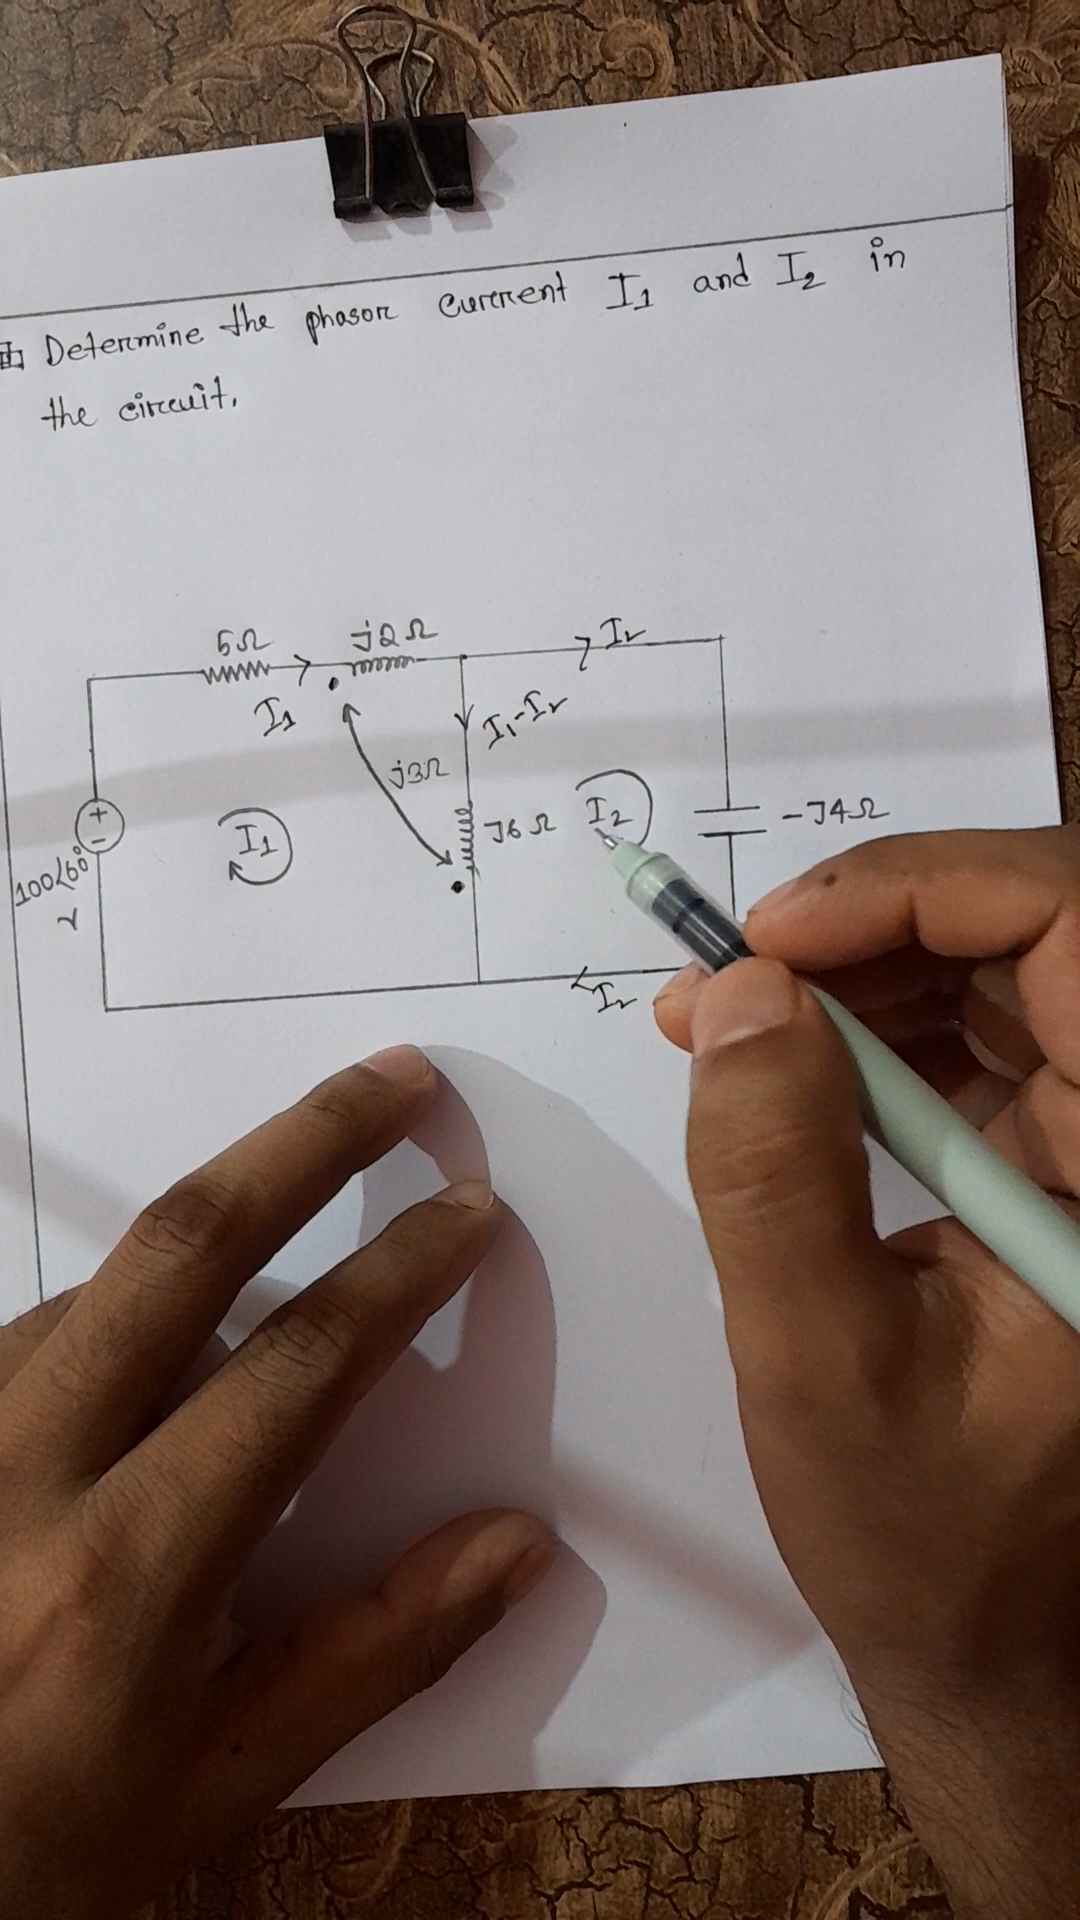 Determine the phasor current I₁ and I₂ in
the circuit.
5Ω
j2Ω
I₂
I₁
I₁-I₂
j3Ω
I₁
J6Ω
I₂
-J4Ω
+
-
100∠60°
V
I₂